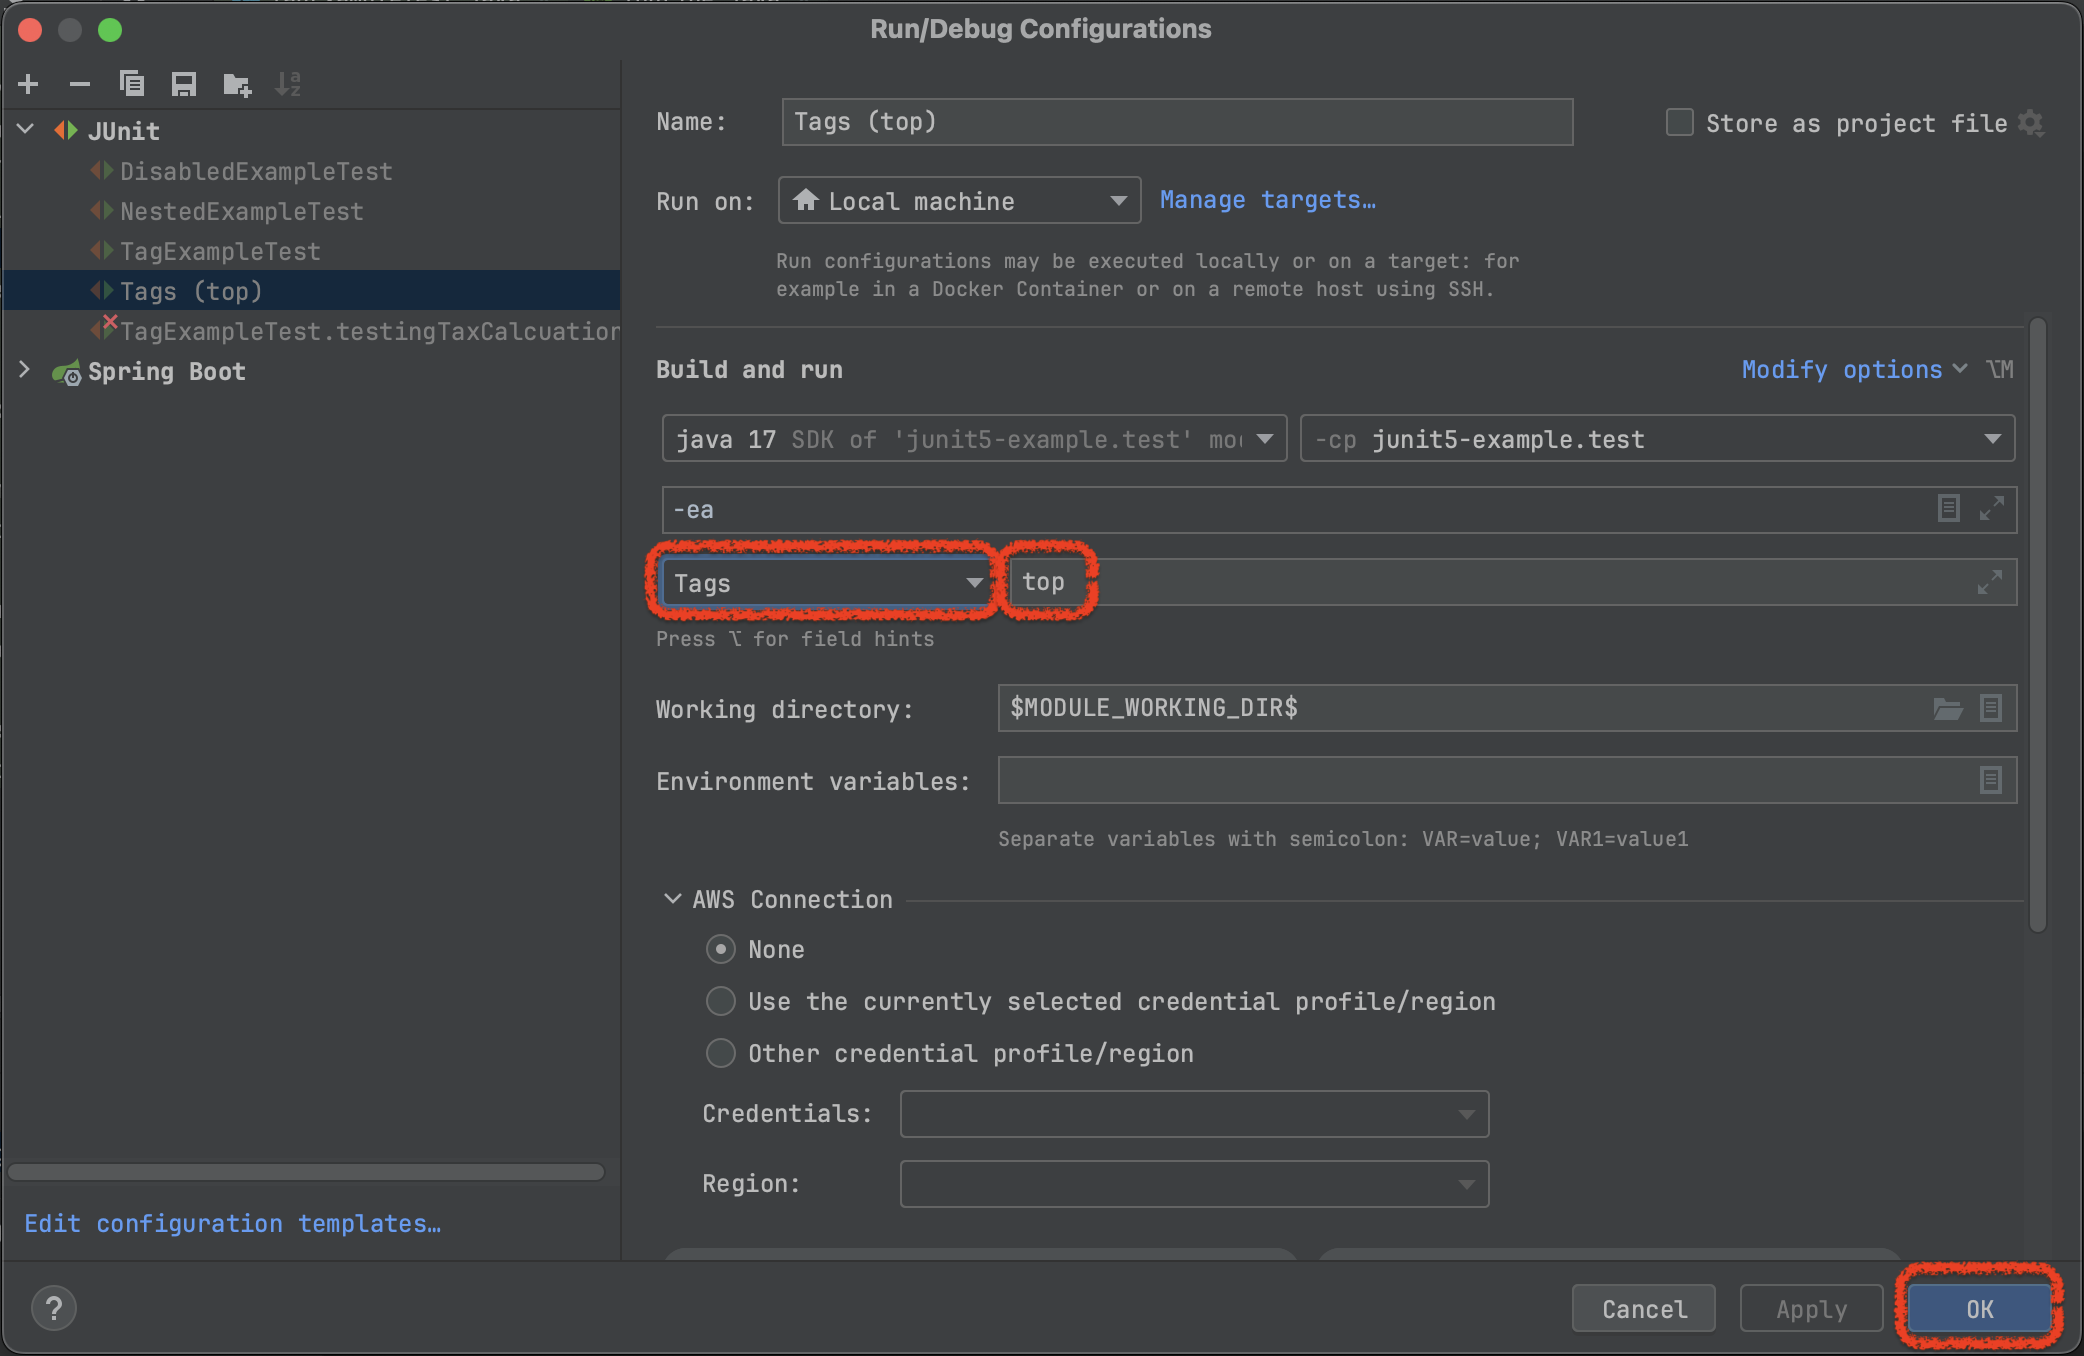 Run/Debug Configurations
JUnit
DisabledExampleTest
NestedExampleTest
TagExampleTest
Tags (top)
TagExampleTest.testingTaxCalcuation
Spring Boot
Edit configuration templates…
Name: Tags (top) Store as project file
Run on: Local machine Manage targets…
Run configurations may be executed locally or on a target: for
example in a Docker Container or on a remote host using SSH.
Build and run Modify options ⌥M
java 17 SDK of 'junit5-example.test' -cp junit5-example.test
-ea
Tags top
Press ⌥ for field hints
Working directory: $MODULE_WORKING_DIR$
Environment variables:
Separate variables with semicolon: VAR=value; VAR1=value1
AWS Connection
None
Use the currently selected credential profile/region
Other credential profile/region
Credentials:
Region:
? Cancel Apply OK